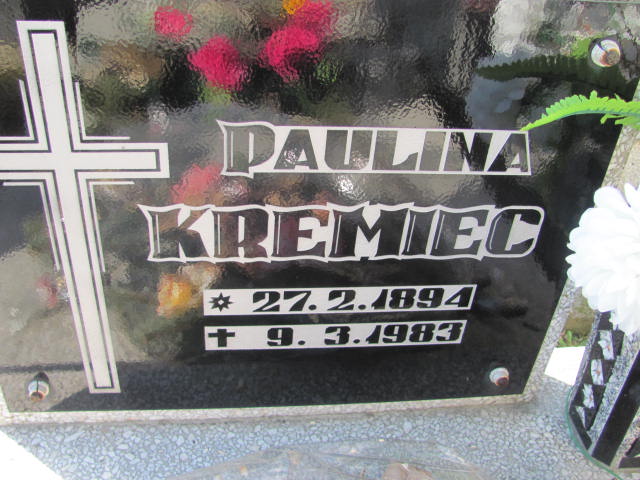 PAULINA
KREMIEC
✷ 27.2.1894
✝ 9.3.1983